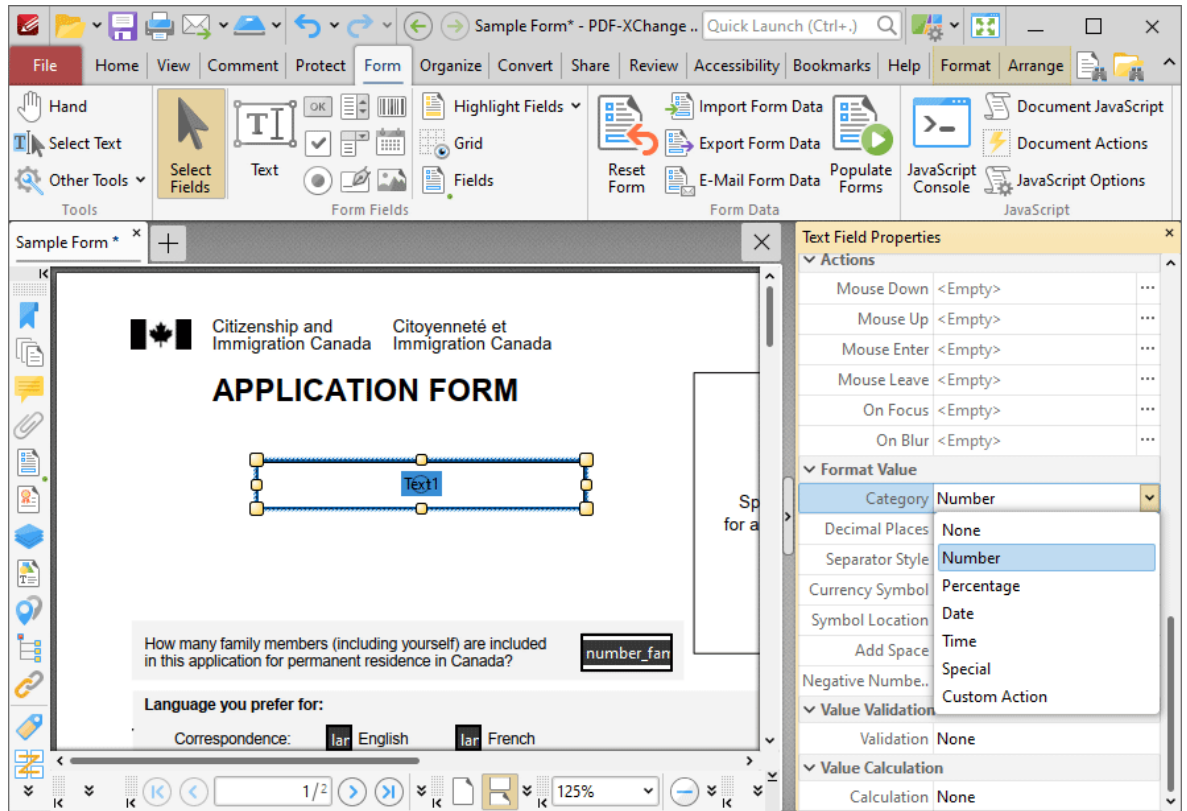 Sample Form* - PDF-XChange ..
Quick Launch (Ctrl+.)
File Home View Comment Protect Form Organize Convert Share Review Accessibility Bookmarks Help Format Arrange
Hand
Select Text
Other Tools
Tools
Select Fields
Text
OK
Form Fields
Highlight Fields
Grid
Fields
Reset Form
Import Form Data
Export Form Data
E-Mail Form Data
Populate Forms
Form Data
JavaScript Console
Document JavaScript
Document Actions
JavaScript Options
JavaScript
Sample Form *
Citizenship and Immigration Canada
Citoyenneté et Immigration Canada
APPLICATION FORM
Text1
Sp
for a
How many family members (including yourself) are included
in this application for permanent residence in Canada?
number_fam
Language you prefer for:
Correspondence: lar English lar French
1/2
125%
Text Field Properties
Actions
Mouse Down <Empty>
Mouse Up <Empty>
Mouse Enter <Empty>
Mouse Leave <Empty>
On Focus <Empty>
On Blur <Empty>
Format Value
Category Number
Decimal Places
Separator Style
Currency Symbol
Symbol Location
Add Space
Negative Numbe..
None
Number
Percentage
Date
Time
Special
Custom Action
Value Validation
Validation None
Value Calculation
Calculation None